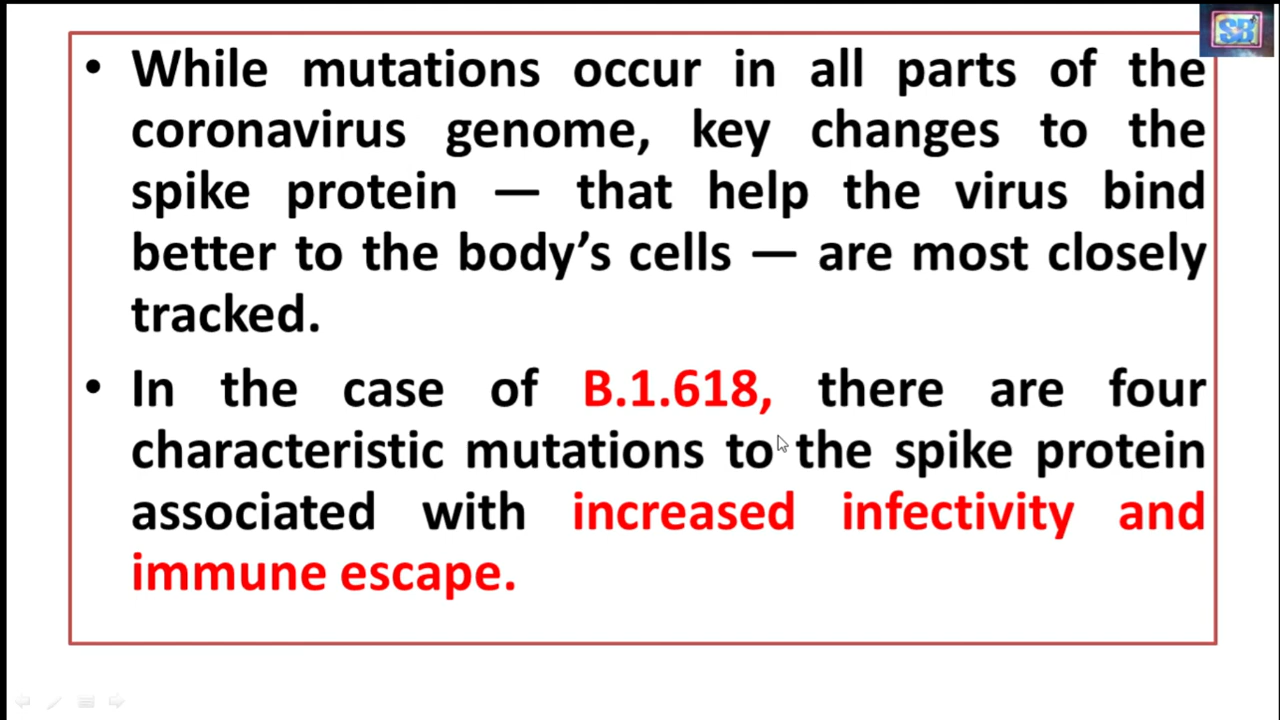 • While mutations occur in all parts of the
coronavirus genome, key changes to the
spike protein — that help the virus bind
better to the body’s cells — are most closely
tracked.
• In the case of B.1.618, there are four
characteristic mutations to the spike protein
associated with increased infectivity and
immune escape.
SB